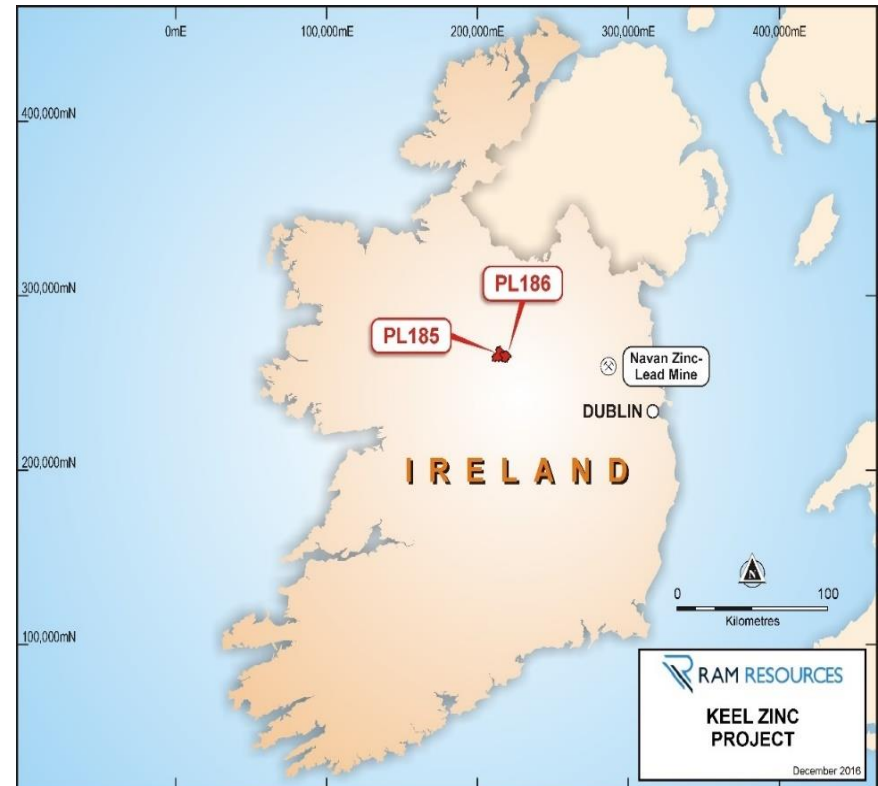 0mE
100,000mE
200,000mE
300,000mE
400,000mE
400,000mN
300,000mN
PL186
PL185
Navan Zinc-
Lead Mine
DUBLIN
200,000mN
IRELAND
N
0
100
Kilometres
100,000mN
RAM RESOURCES
KEEL ZINC
PROJECT
December 2016